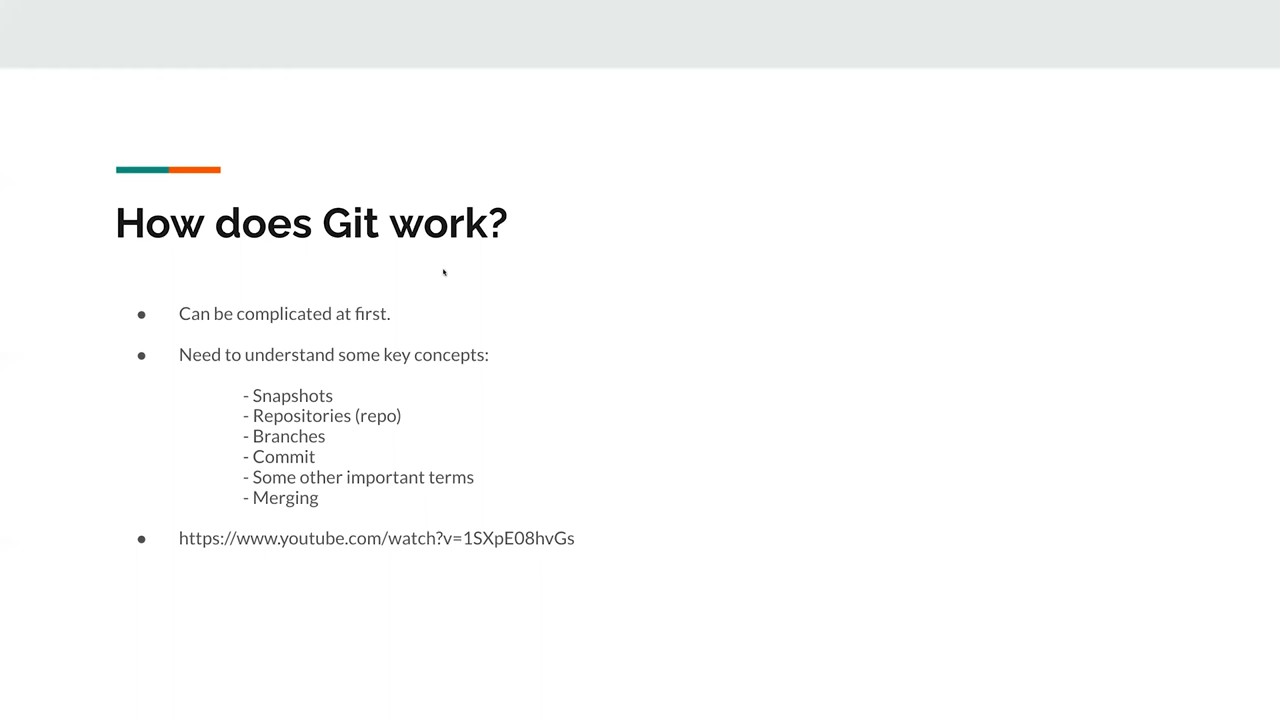 How does Git work?
● Can be complicated at first.
● Need to understand some key concepts:
- Snapshots
- Repositories (repo)
- Branches
- Commit
- Some other important terms
- Merging
● https://www.youtube.com/watch?v=1SXpE08hvGs